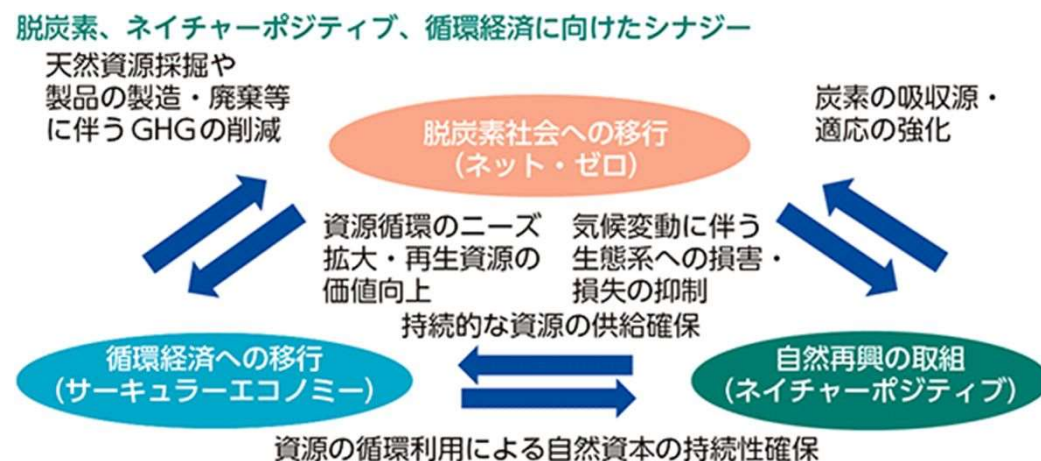 脱炭素、ネイチャーポジティブ、循環経済に向けたシナジー
天然資源採掘や
製品の製造・廃棄等
に伴うGHGの削減
炭素の吸収源・
適応の強化
脱炭素社会への移行
(ネット・ゼロ)
資源循環のニーズ
拡大・再生資源の
価値向上
気候変動に伴う
生態系への損害・
損失の抑制
持続的な資源の供給確保
循環経済への移行
(サーキュラーエコノミー)
自然再興の取組
(ネイチャーポジティブ)
資源の循環利用による自然資本の持続性確保